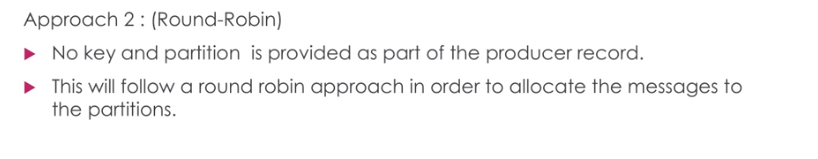 Approach 2 : (Round-Robin)
No key and partition is provided as part of the producer record.
This will follow a round robin approach in order to allocate the messages to
the partitions.